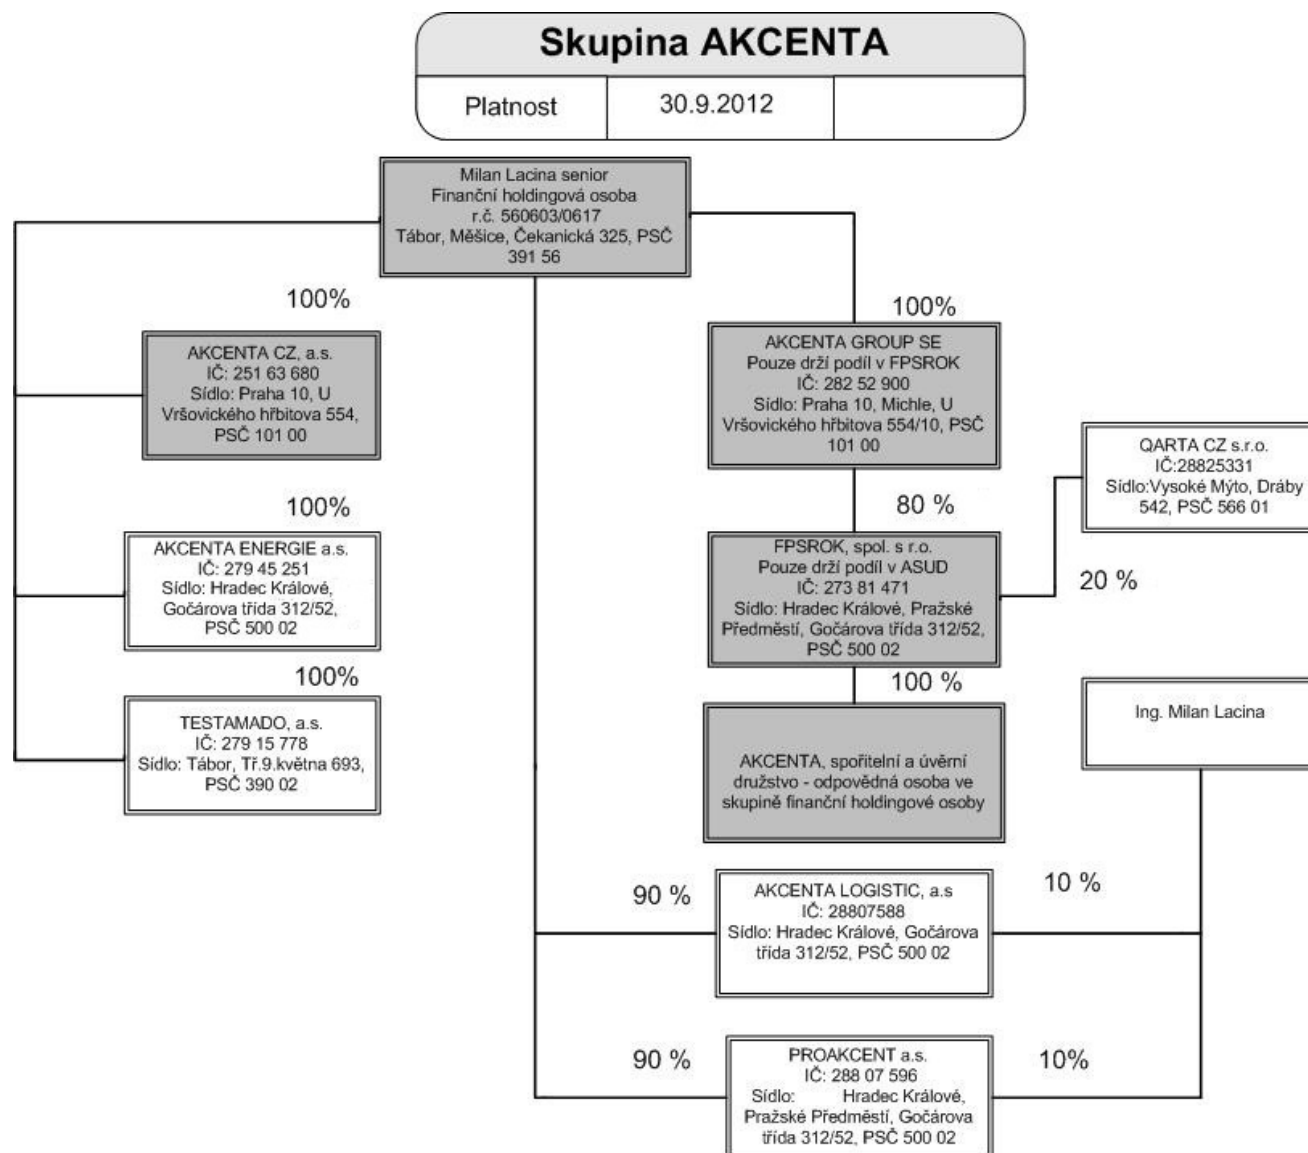 Skupina AKCENTA
Platnost
30.9.2012
Milan Lacina senior
Finanční holdingová osoba
r.č. 560603/0617
Tábor, Měšice, Čekanická 325, PSČ
391 56
100%
AKCENTA CZ, a.s.
IČ: 251 63 680
Sídlo: Praha 10, U
Vršovického hřbitova 554,
PSČ 101 00
100%
AKCENTA ENERGIE a.s.
IČ: 279 45 251
Sídlo: Hradec Králové,
Gočárova třída 312/52,
PSČ 500 02
100%
TESTAMADO, a.s.
IČ: 279 15 778
Sídlo: Tábor, Tř.9.května 693,
PSČ 390 02
100%
AKCENTA GROUP SE
Pouze drží podíl v FPSROK
IČ: 282 52 900
Sídlo: Praha 10, Michle, U
Vršovického hřbitova 554/10, PSČ
101 00
80 %
FPSROK, spol. s r.o.
Pouze drží podíl v ASUD
IČ: 273 81 471
Sídlo: Hradec Králové, Pražské
Předměstí, Gočárova třída 312/52,
PSČ 500 02
QARTA CZ s.r.o.
IČ:28825331
Sídlo:Vysoké Mýto, Dráby
542, PSČ 566 01
20 %
100 %
AKCENTA, spořitelní a úvěrní
družstvo - odpovědná osoba ve
skupině finanční holdingové osoby
Ing. Milan Lacina
90 %
AKCENTA LOGISTIC, a.s
IČ: 28807588
Sídlo: Hradec Králové, Gočárova
třída 312/52, PSČ 500 02
10 %
90 %
PROAKCENT a.s.
IČ: 288 07 596
Sídlo: Hradec Králové,
Pražské Předměstí, Gočárova
třída 312/52, PSČ 500 02
10%